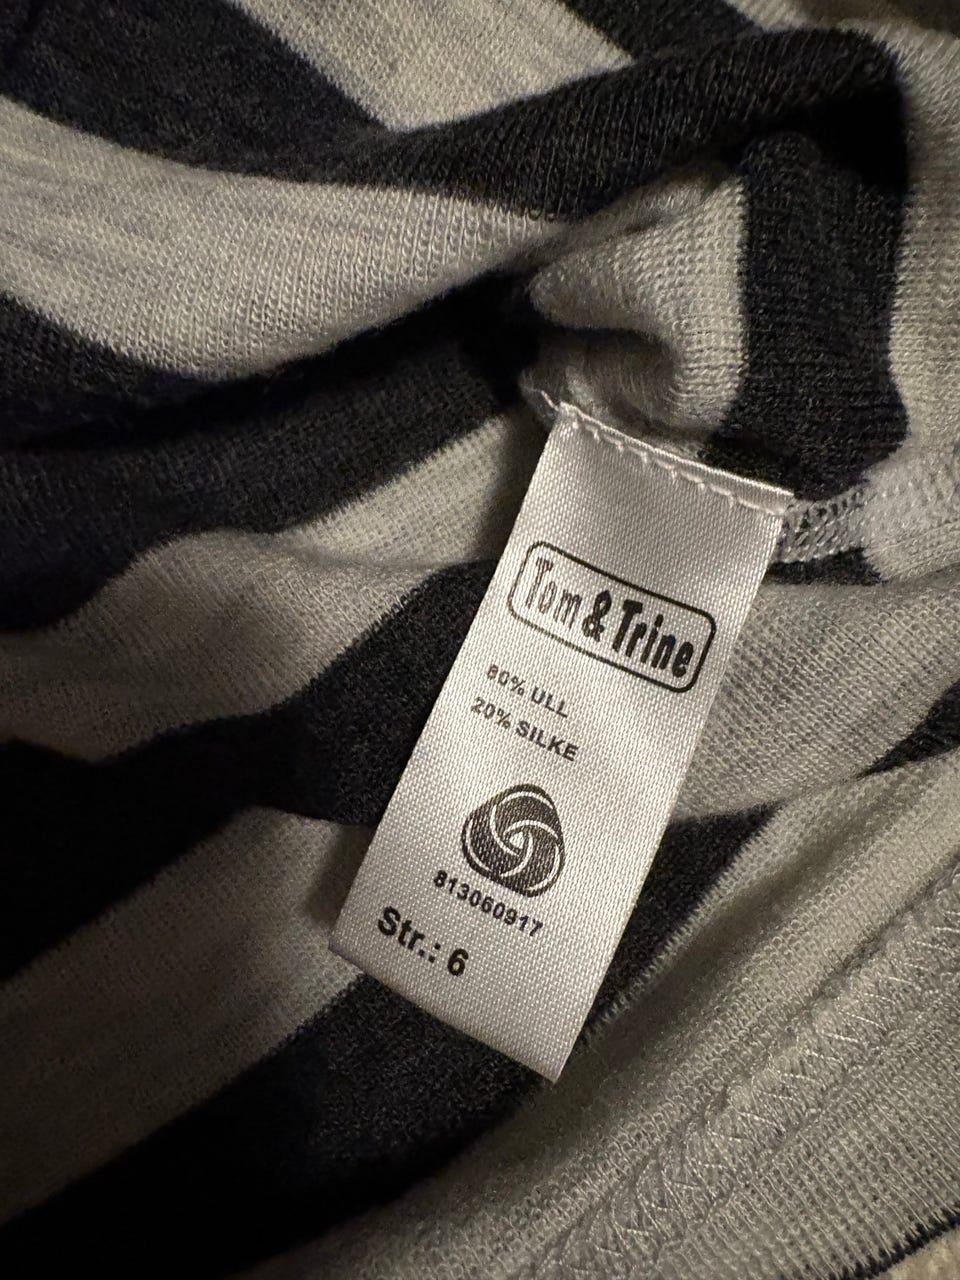 Tom & Trine
80% ULL
20% SILKE
813060917
Str.: 6